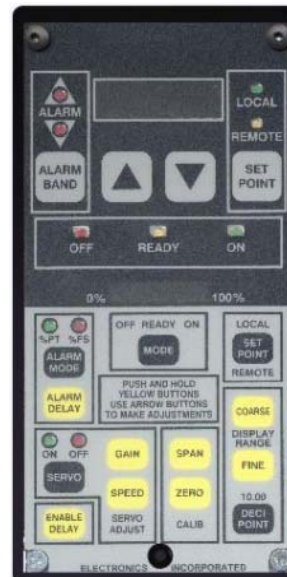 ALARM
LOCAL
REMOTE
ALARM
BAND
SET
POINT
OFF
READY
ON
0%
100%
%PT %FS
ALARM
MODE
ALARM
DELAY
OFF READY ON
MODE
LOCAL
SET
POINT
REMOTE
PUSH AND HOLD
YELLOW BUTTONS
USE ARROW BUTTONS
TO MAKE ADJUSTMENTS
ON OFF
SERVO
ENABLE
DELAY
GAIN
SPEED
SERVO
ADJUST
SPAN
ZERO
CALIB
COARSE
DISPLAY
RANGE
FINE
10.00
DECI
POINT
ELECTRONICS INCORPORATED